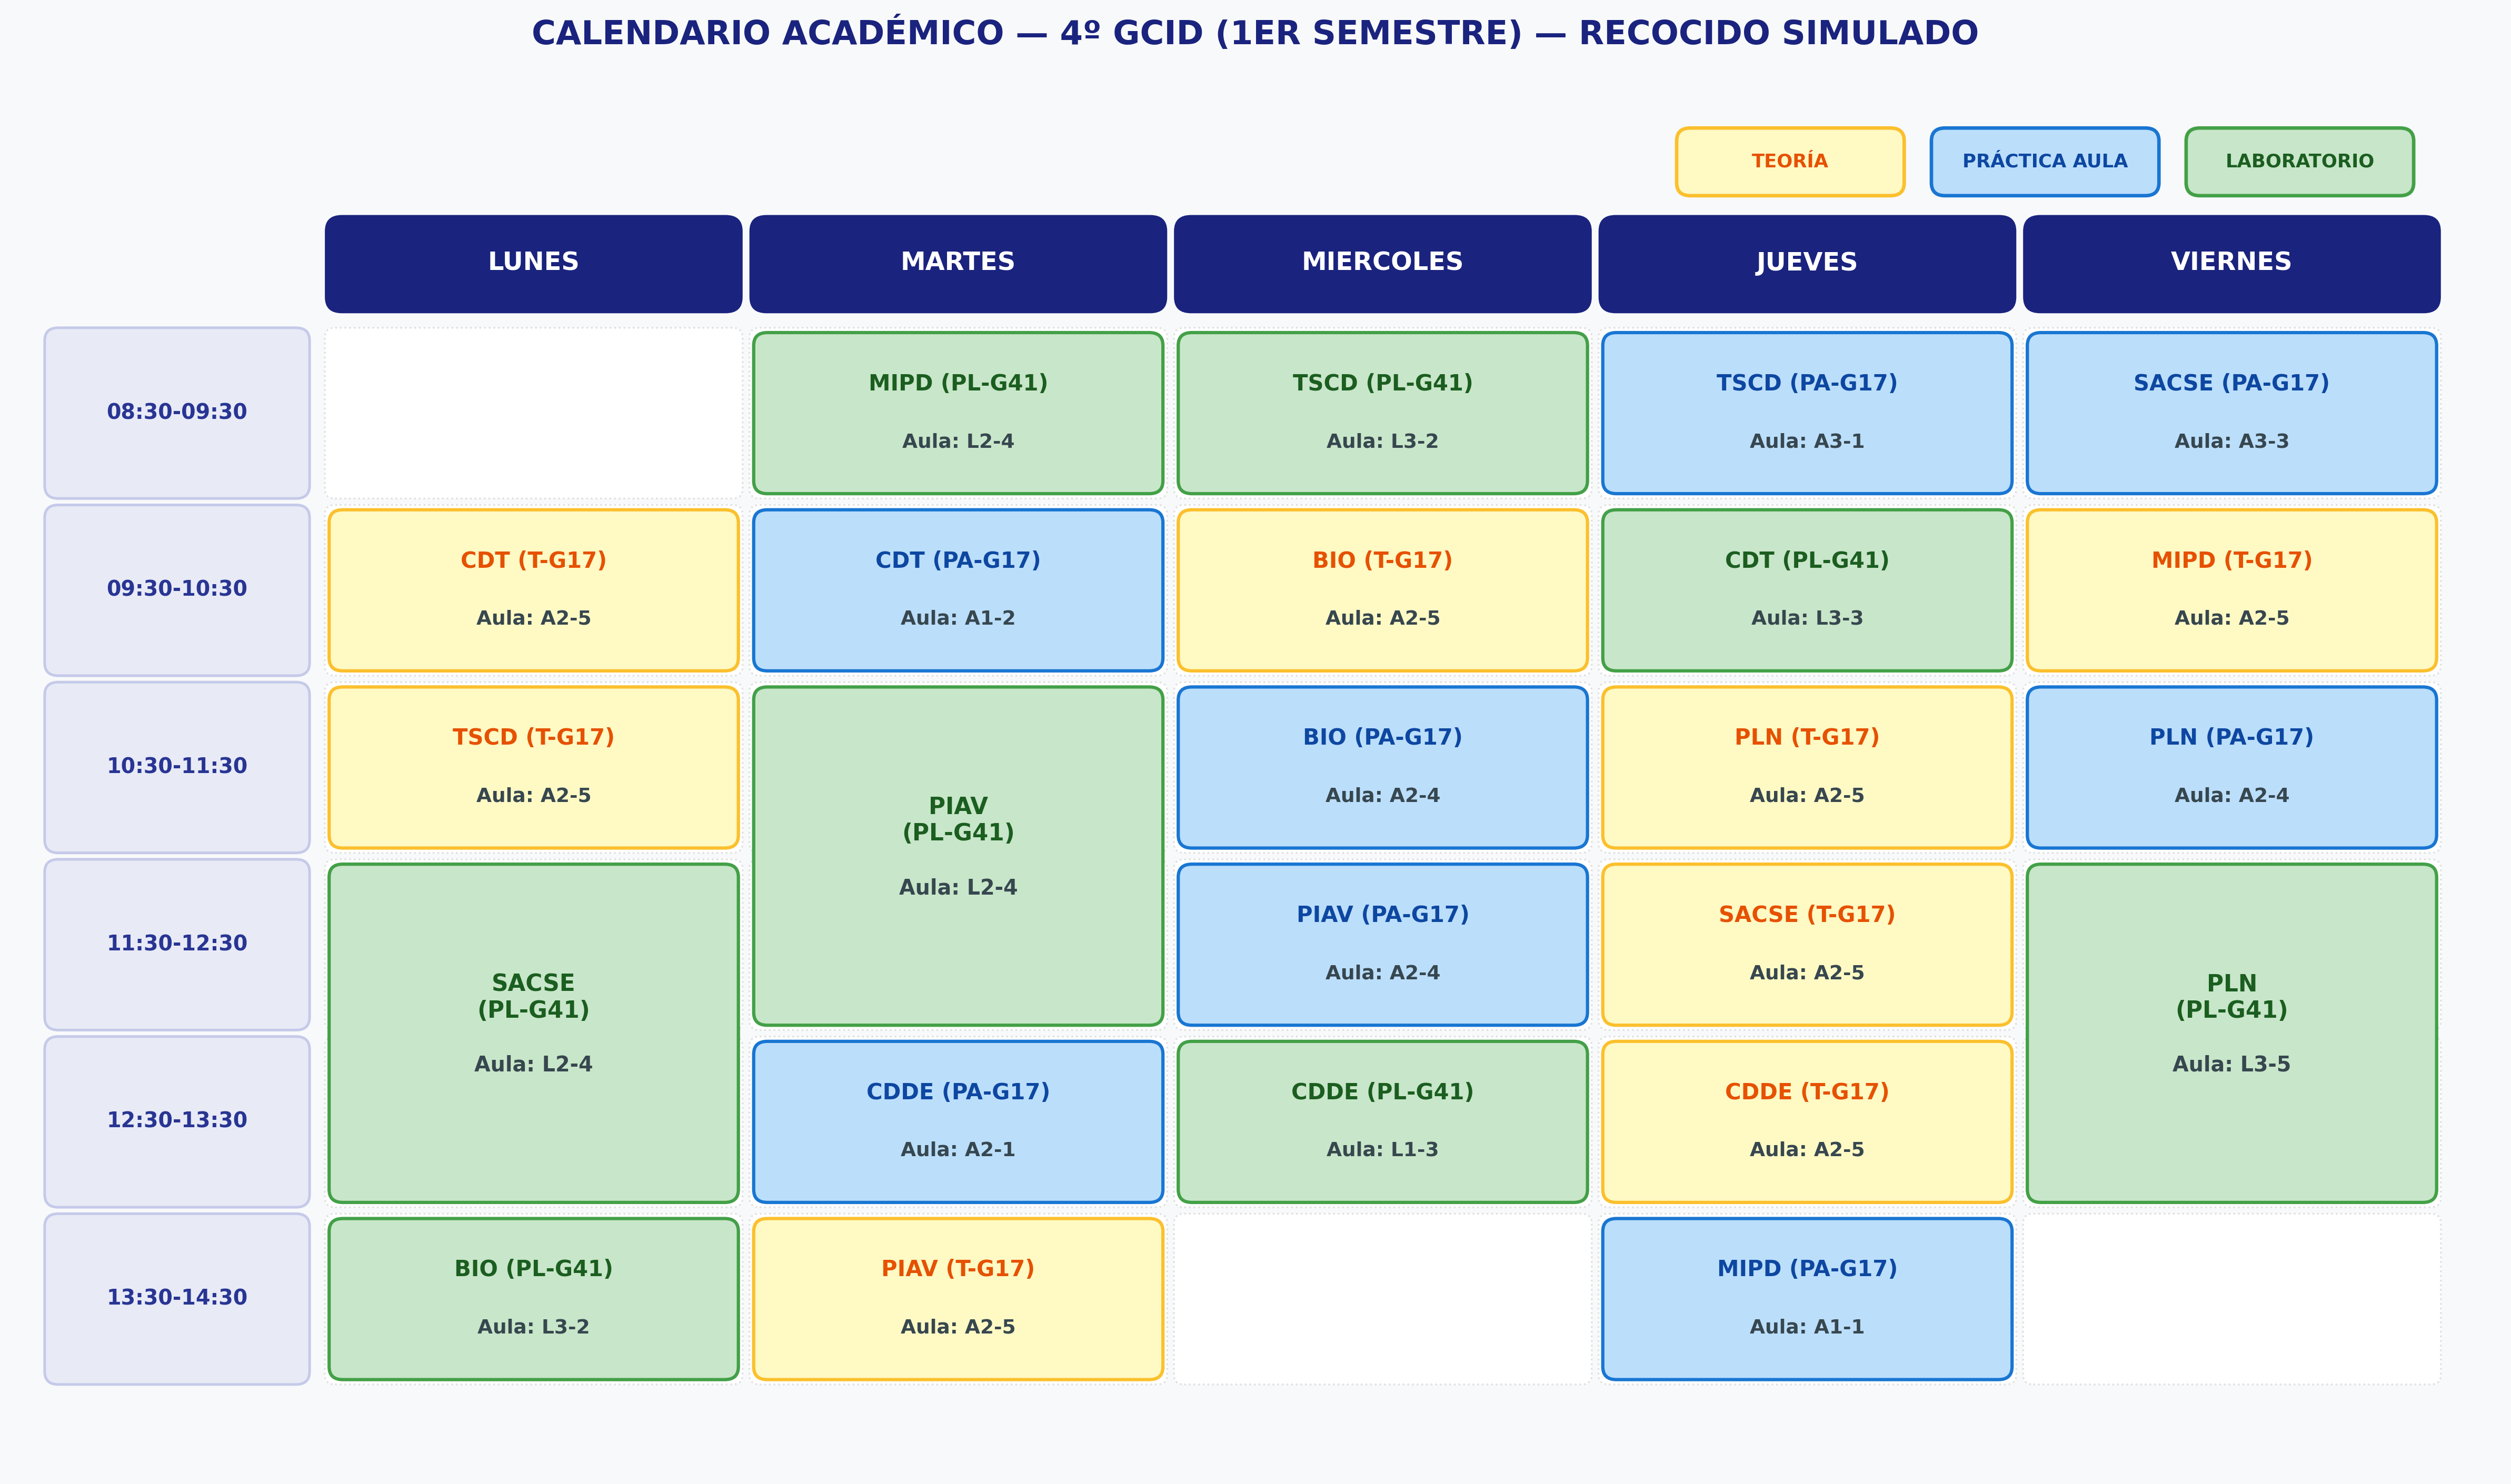 CALENDARIO ACADÉMICO — 4º GCID (1ER SEMESTRE) — RECOCIDO SIMULADO
TEORÍA
PRÁCTICA AULA
LABORATORIO
LUNES
MARTES
MIERCOLES
JUEVES
VIERNES
08:30-09:30
MIPD (PL-G41)
Aula: L2-4
TSCD (PL-G41)
Aula: L3-2
TSCD (PA-G17)
Aula: A3-1
SACSE (PA-G17)
Aula: A3-3
09:30-10:30
CDT (T-G17)
Aula: A2-5
CDT (PA-G17)
Aula: A1-2
BIO (T-G17)
Aula: A2-5
CDT (PL-G41)
Aula: L3-3
MIPD (T-G17)
Aula: A2-5
10:30-11:30
TSCD (T-G17)
Aula: A2-5
PIAV
(PL-G41)
Aula: L2-4
BIO (PA-G17)
Aula: A2-4
PLN (T-G17)
Aula: A2-5
PLN (PA-G17)
Aula: A2-4
11:30-12:30
SACSE
(PL-G41)
Aula: L2-4
PIAV (PA-G17)
Aula: A2-4
SACSE (T-G17)
Aula: A2-5
PLN
(PL-G41)
Aula: L3-5
12:30-13:30
CDDE (PA-G17)
Aula: A2-1
CDDE (PL-G41)
Aula: L1-3
CDDE (T-G17)
Aula: A2-5
13:30-14:30
BIO (PL-G41)
Aula: L3-2
PIAV (T-G17)
Aula: A2-5
MIPD (PA-G17)
Aula: A1-1